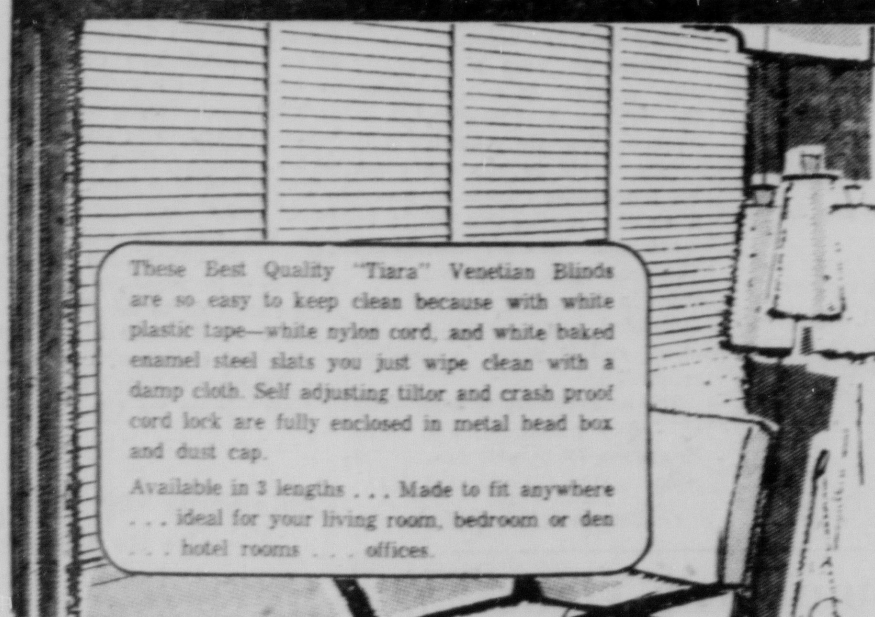 These Best Quality "Tiara" Venetian Blinds
are so easy to keep clean because with white
plastic tape—white nylon cord, and white baked
enamel steel slats you just wipe clean with a
damp cloth. Self adjusting tiltor and crash proof
cord lock are fully enclosed in metal head box
and dust cap.
Available in 3 lengths . . . Made to fit anywhere
. . . ideal for your living room, bedroom or den
. . . hotel rooms . . . offices.